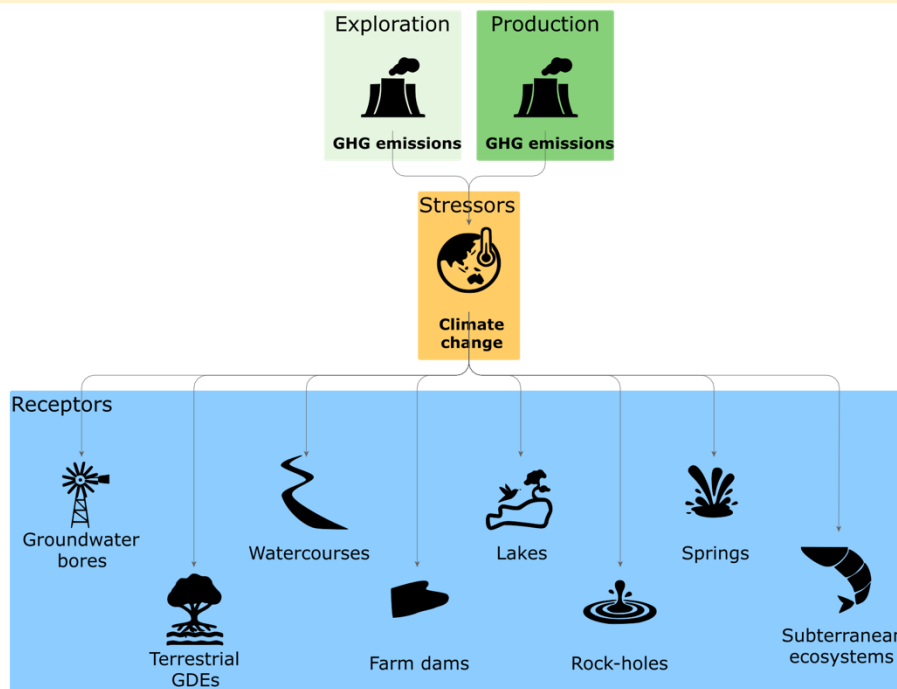 Exploration
Production
GHG emissions
GHG emissions
Stressors
Climate
change
Receptors
Groundwater
bores
Watercourses
Lakes
Springs
Terrestrial
GDEs
Farm dams
Rock-holes
Subterranean
ecosystems